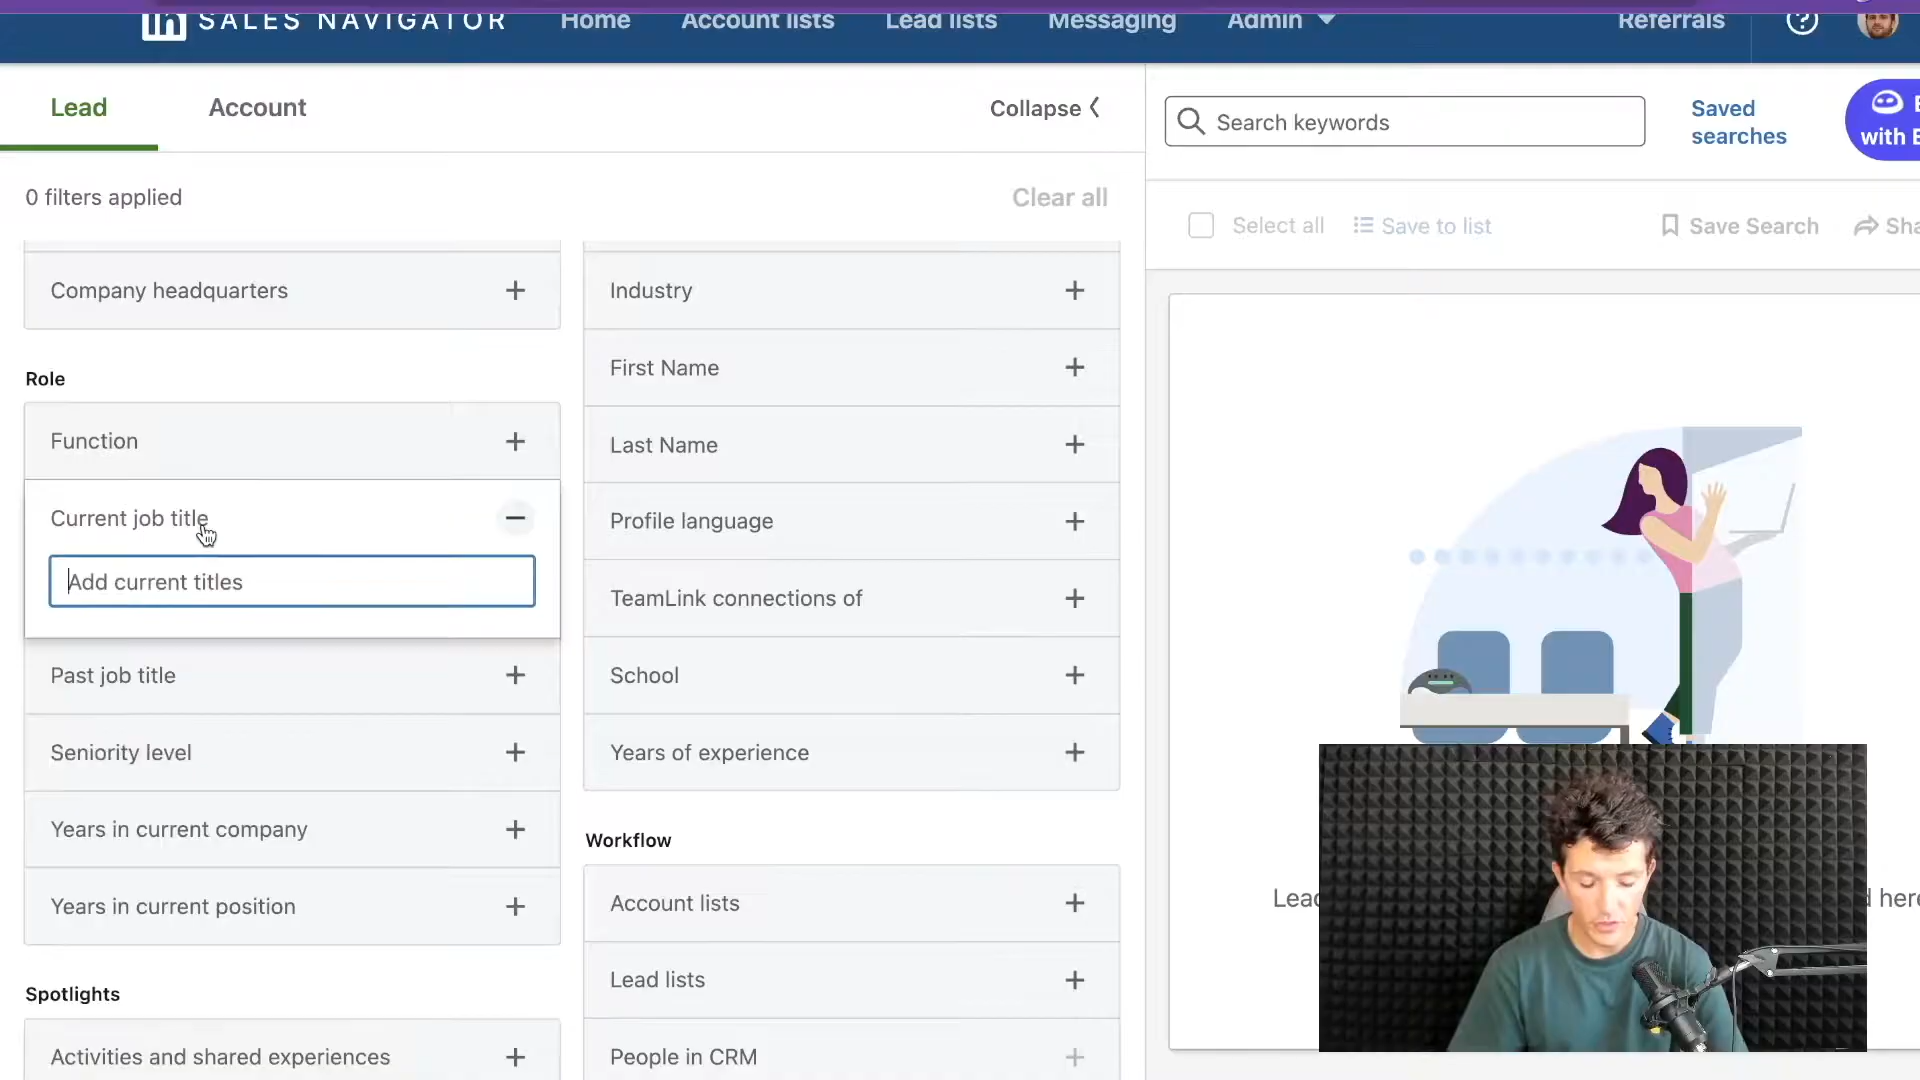 in SALES NAVIGATOR
Home
Account lists
Lead lists
Messaging
Admin
Referrals
Lead
Account
Collapse
Search keywords
Saved
searches
with
0 filters applied
Clear all
Select all
Save to list
Save Search
Company headquarters
Role
Function
Current job title
Add current titles
Past job title
Seniority level
Years in current company
Years in current position
Spotlights
Activities and shared experiences
Industry
First Name
Last Name
Profile language
TeamLink connections of
School
Years of experience
Workflow
Account lists
Lead lists
People in CRM